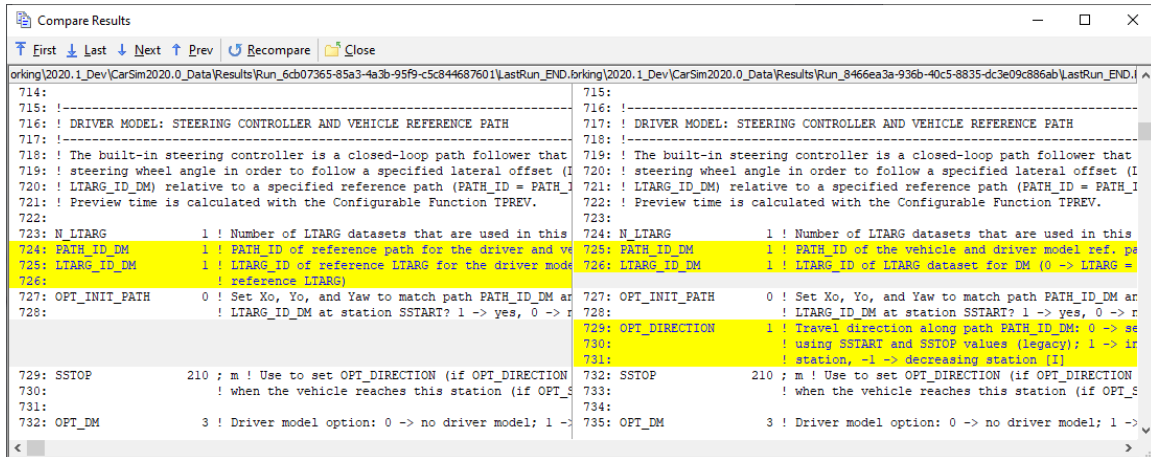 Compare Results
First Last Next Prev Recompare Close
orking\2020.1_Dev\CarSim2020.0_Data\Results\Run_6cb07365-85a3-4a3b-95f9-c5c844687601\LastRun_END.
714:
715: !----------------------------------------------------------------------
716: ! DRIVER MODEL: STEERING CONTROLLER AND VEHICLE REFERENCE PATH
717: !----------------------------------------------------------------------
718: ! The built-in steering controller is a closed-loop path follower that
719: ! steering wheel angle in order to follow a specified lateral offset (
720: ! LTARG_ID_DM) relative to a specified reference path (PATH_ID = PATH_
721: ! Preview time is calculated with the Configurable Function TPREV.
722:
723: N_LTARG 1 ! Number of LTARG datasets that are used in this
724: PATH_ID_DM 1 ! PATH_ID of reference path for the driver and ve
725: LTARG_ID_DM 1 ! LTARG_ID of reference LTARG for the driver mode
726: ! reference LTARG)
727: OPT_INIT_PATH 0 ! Set Xo, Yo, and Yaw to match path PATH_ID_DM an
728: ! LTARG_ID_DM at station SSTART? 1 -> yes, 0 ->
729: SSTOP 210 ; m ! Use to set OPT_DIRECTION (if OPT_DIRECTION
730: ! when the vehicle reaches this station (if OPT_S
731:
732: OPT_DM 3 ! Driver model option: 0 -> no driver model; 1 ->
brking\2020.1_Dev\CarSim2020.0_Data\Results\Run_8466ea3a-936b-40c5-8835-dc3e09c886ab\LastRun_END.
715:
716: !----------------------------------------------------------------------
717: ! DRIVER MODEL: STEERING CONTROLLER AND VEHICLE REFERENCE PATH
718: !----------------------------------------------------------------------
719: ! The built-in steering controller is a closed-loop path follower that
720: ! steering wheel angle in order to follow a specified lateral offset (
721: ! LTARG_ID_DM) relative to a specified reference path (PATH_ID = PATH_
722: ! Preview time is calculated with the Configurable Function TPREV.
723:
724: N_LTARG 1 ! Number of LTARG datasets that are used in this
725: PATH_ID_DM 1 ! PATH_ID of the vehicle and driver model ref. pa
726: LTARG_ID_DM 1 ! LTARG_ID of LTARG dataset for DM (0 -> LTARG =
727: OPT_INIT_PATH 0 ! Set Xo, Yo, and Yaw to match path PATH_ID_DM an
728: ! LTARG_ID_DM at station SSTART? 1 -> yes, 0 ->
729: OPT_DIRECTION 1 ! Travel direction along path PATH_ID_DM: 0 -> se
730: ! using SSTART and SSTOP values (legacy); 1 -> in
731: ! station, -1 -> decreasing station [I]
732: SSTOP 210 ; m ! Use to set OPT_DIRECTION (if OPT_DIRECTION
733: ! when the vehicle reaches this station (if OPT_S
734:
735: OPT_DM 3 ! Driver model option: 0 -> no driver model; 1 ->